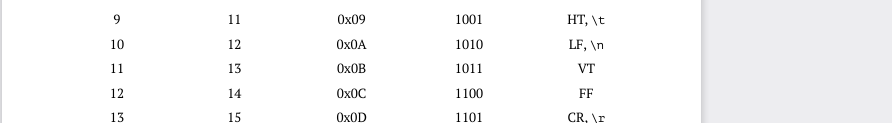 9 11 0x09 1001 HT, \t
10 12 0x0A 1010 LF, \n
11 13 0x0B 1011 VT
12 14 0x0C 1100 FF
13 15 0x0D 1101 CR, \r